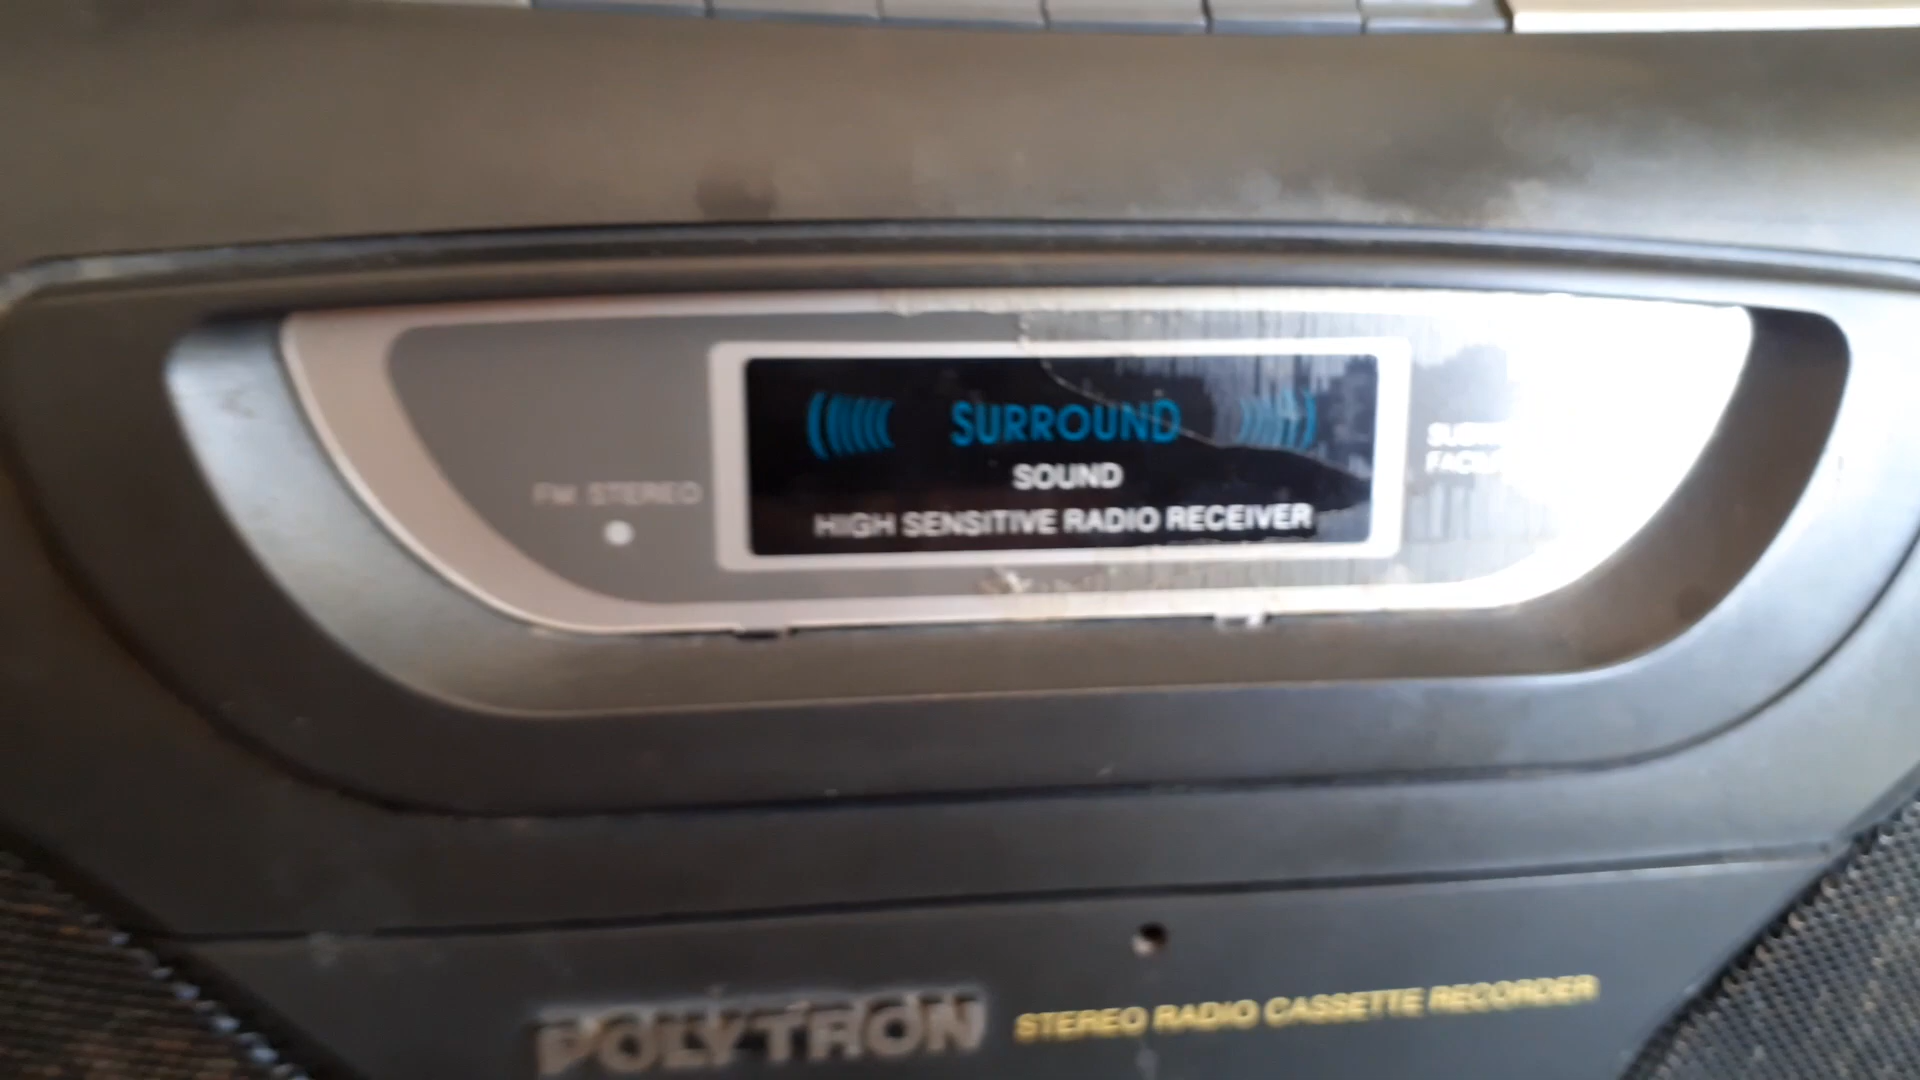 SURROUND
SOUND
HIGH SENSITIVE RADIO RECEIVER
FM STEREO
POLYTRON
STEREO RADIO CASSETTE RECORDER